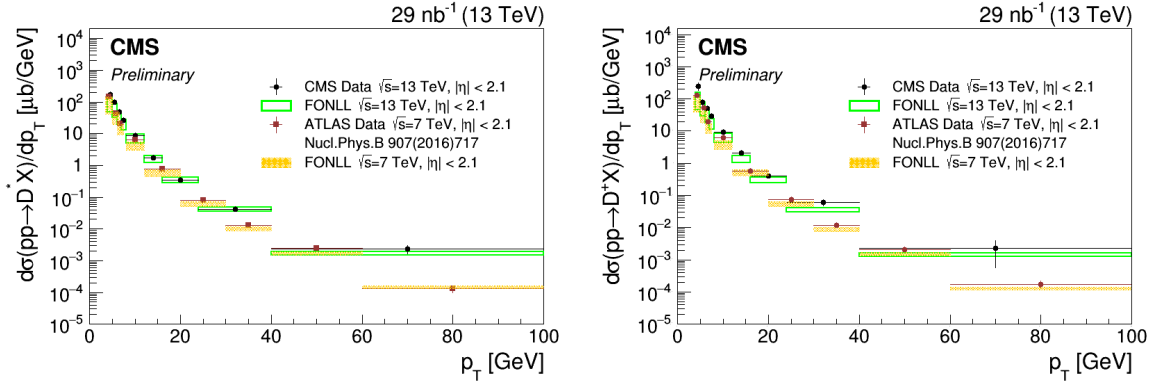 29 nb⁻¹ (13 TeV)
CMS
Preliminary
CMS Data √s=13 TeV, |η| < 2.1
FONLL √s=13 TeV, |η| < 2.1
ATLAS Data √s=7 TeV, |η| < 2.1
Nucl.Phys.B 907(2016)717
FONLL √s=7 TeV, |η| < 2.1
dσ(pp→D*X)/dp_T [μb/GeV]
10⁴
10³
10²
10
1
10⁻¹
10⁻²
10⁻³
10⁻⁴
10⁻⁵
0 20 40 60 80 100
p_T [GeV]
29 nb⁻¹ (13 TeV)
CMS
Preliminary
CMS Data √s=13 TeV, |η| < 2.1
FONLL √s=13 TeV, |η| < 2.1
ATLAS Data √s=7 TeV, |η| < 2.1
Nucl.Phys.B 907(2016)717
FONLL √s=7 TeV, |η| < 2.1
dσ(pp→D⁺X)/dp_T [μb/GeV]
10⁴
10³
10²
10
1
10⁻¹
10⁻²
10⁻³
10⁻⁴
10⁻⁵
0 20 40 60 80 100
p_T [GeV]